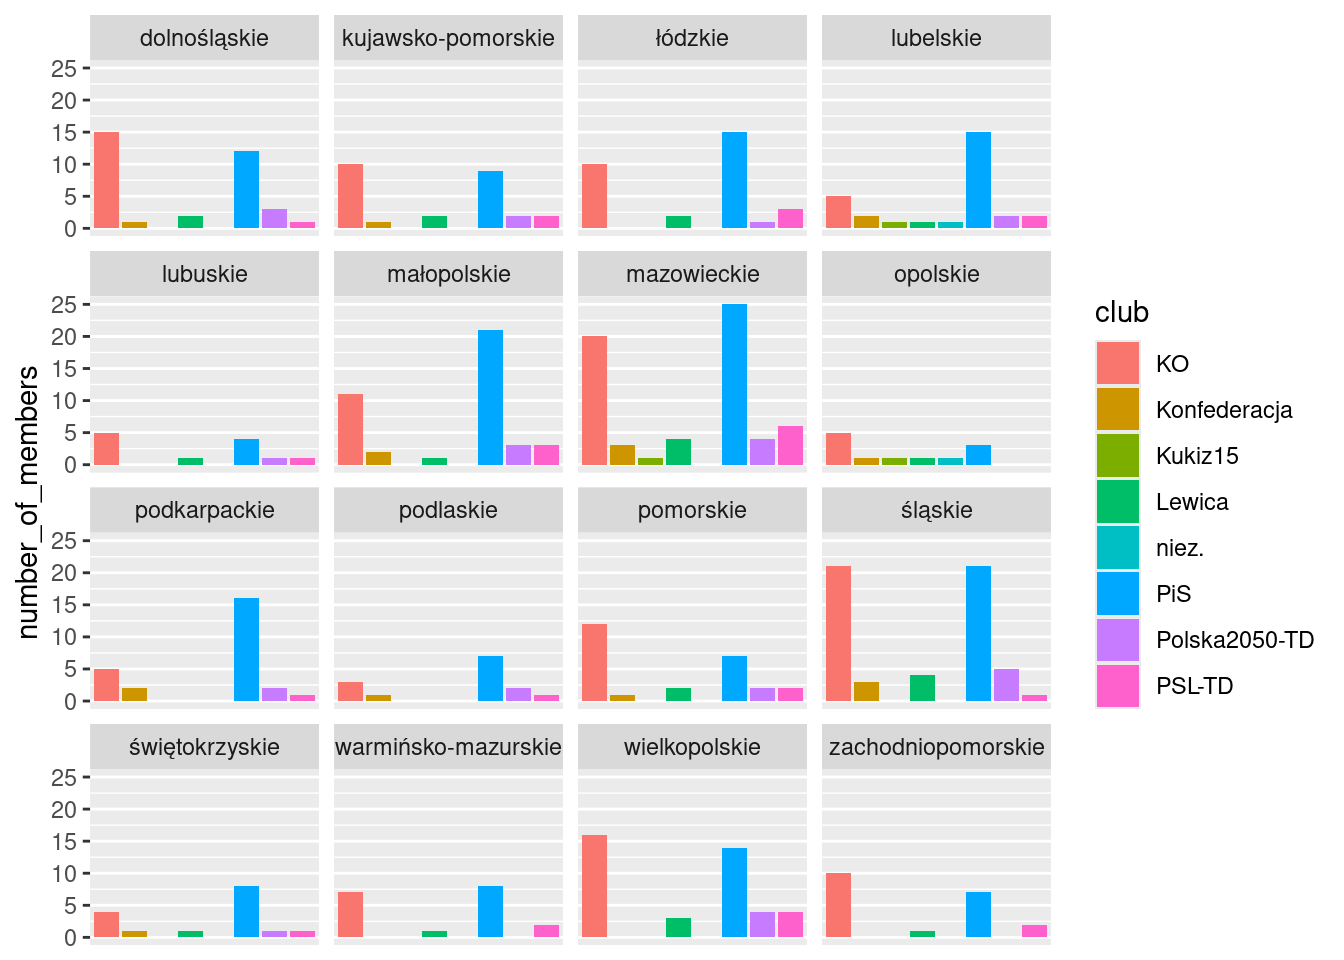 dolnośląskie kujawsko-pomorskie łódzkie lubelskie
25
20
15
10
5
0
lubuskie małopolskie mazowieckie opolskie
25
20
15
10
5
0
podkarpackie podlaskie pomorskie śląskie
25
20
15
10
5
0
świętokrzyskie warmińsko-mazurskie wielkopolskie zachodniopomorskie
25
20
15
10
5
0
number_of_members
club
KO
Konfederacja
Kukiz15
Lewica
niez.
PiS
Polska2050-TD
PSL-TD